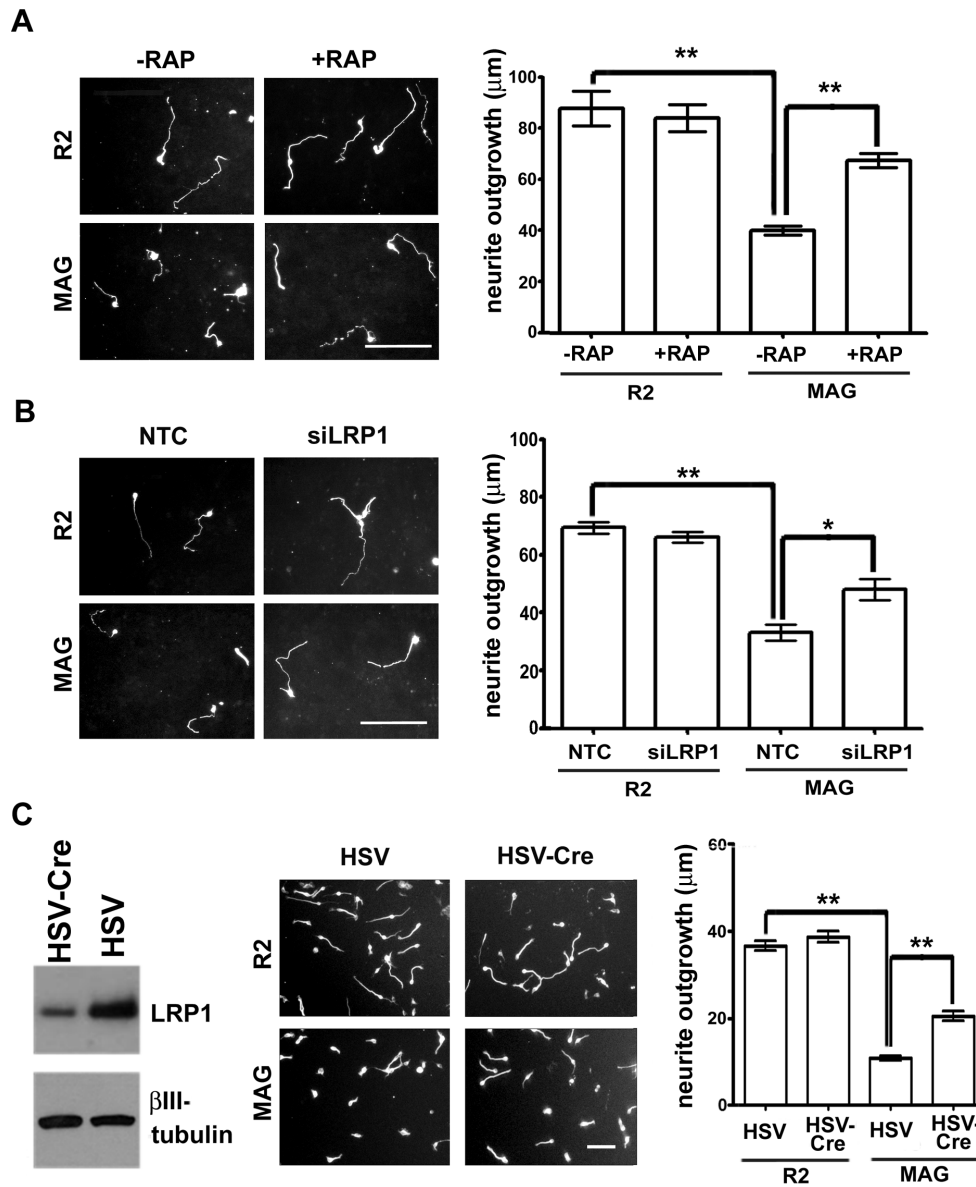 A
-RAP
+RAP
R2
MAG
neurite outgrowth (μm)
100
80
60
40
20
0
**
**
-RAP
+RAP
-RAP
+RAP
R2
MAG
B
NTC
siLRP1
R2
MAG
neurite outgrowth (μm)
100
80
60
40
20
0
**
*
NTC
siLRP1
NTC
siLRP1
R2
MAG
C
HSV-Cre
HSV
LRP1
βIII-
tubulin
HSV
HSV-Cre
R2
MAG
neurite outgrowth (μm)
60
40
20
0
**
**
HSV
HSV-
Cre
HSV
HSV-
Cre
R2
MAG